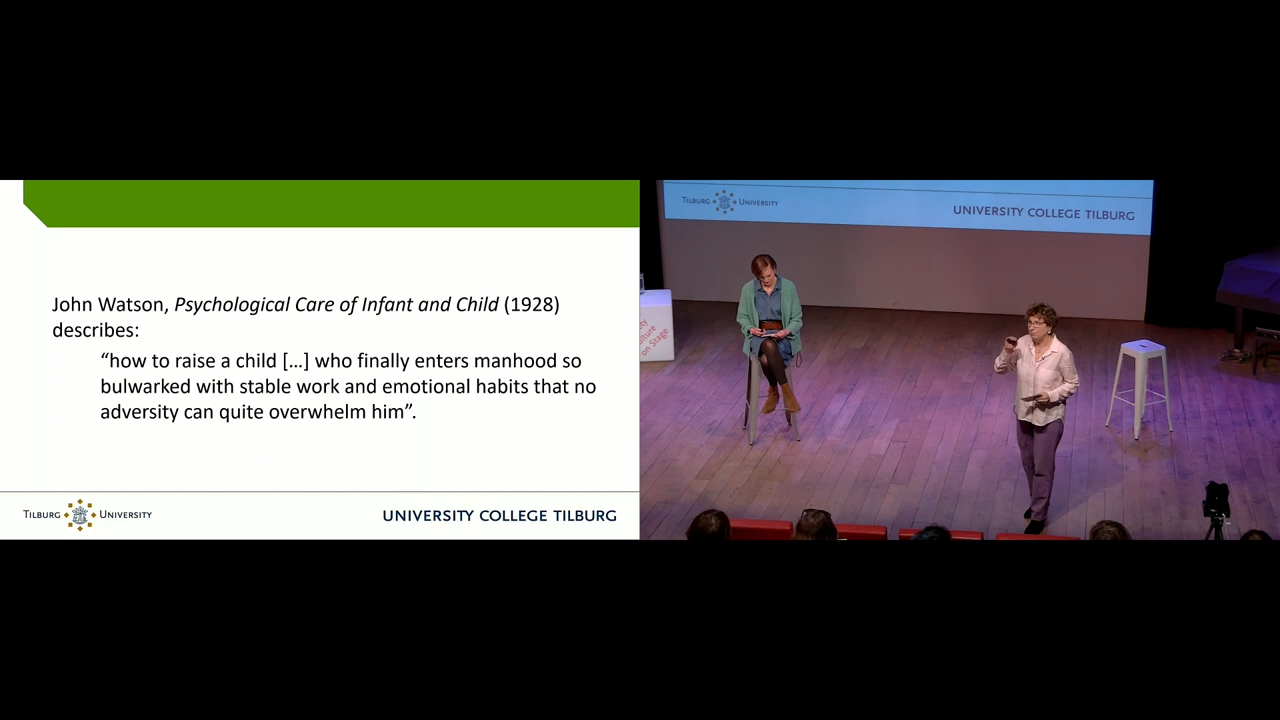 John Watson, Psychological Care of Infant and Child (1928)
describes:
“how to raise a child […] who finally enters manhood so
bulwarked with stable work and emotional habits that no
adversity can quite overwhelm him”.
TILBURG UNIVERSITY
UNIVERSITY COLLEGE TILBURG
TILBURG UNIVERSITY
UNIVERSITY COLLEGE TILBURG
on Stage